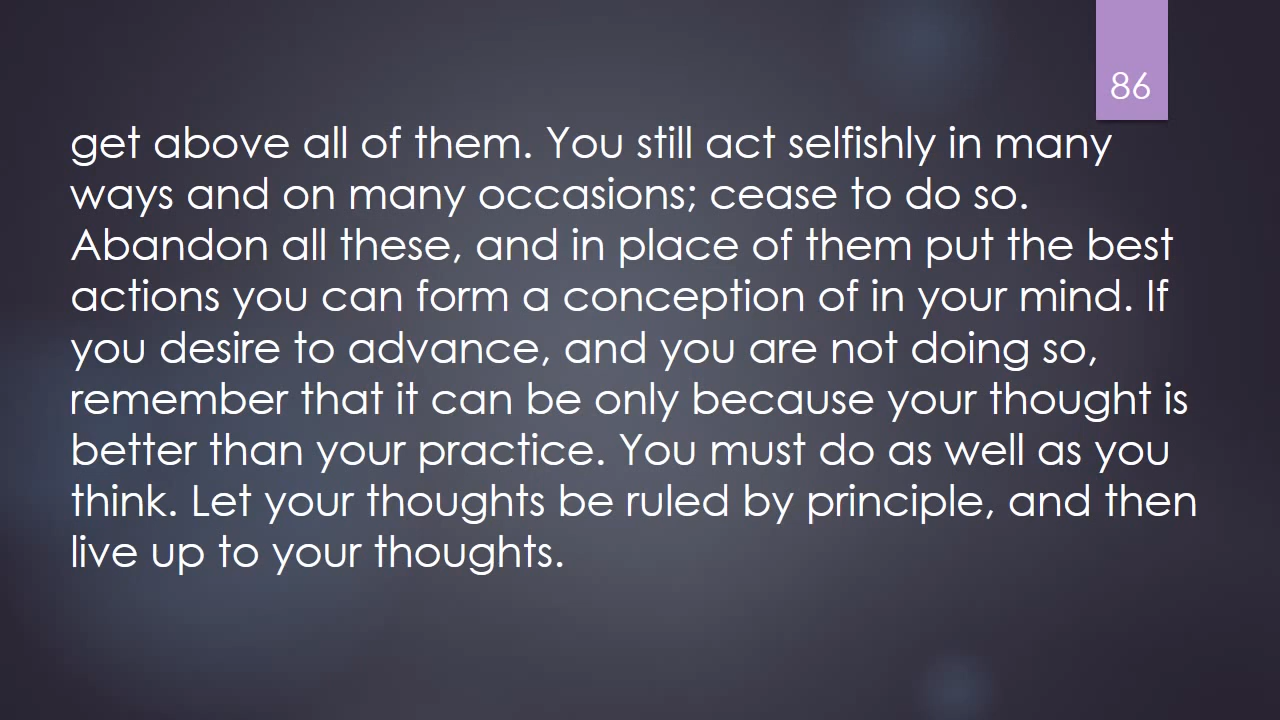 86
get above all of them. You still act selfishly in many
ways and on many occasions; cease to do so.
Abandon all these, and in place of them put the best
actions you can form a conception of in your mind. If
you desire to advance, and you are not doing so,
remember that it can be only because your thought is
better than your practice. You must do as well as you
think. Let your thoughts be ruled by principle, and then
live up to your thoughts.